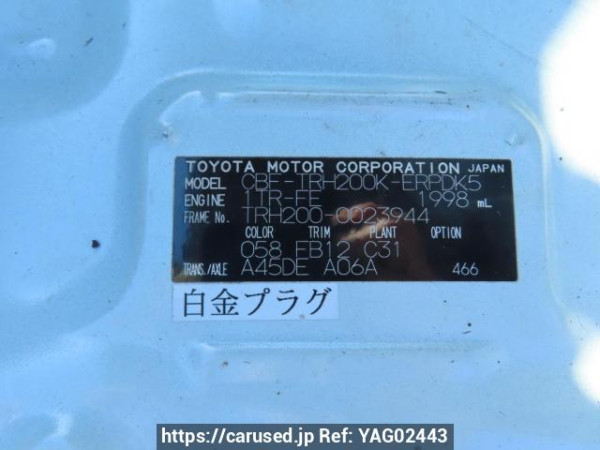 TOYOTA MOTOR CORPORATION JAPAN
MODEL CBF-TRH200K-ERPDK5
ENGINE 1TR-FE 1998 mL
FRAME NO. TRH200-0023944
COLOR TRIM PLANT OPTION
058 FB12 C31
TRANS./AXLE A45DE A06A 466
白金プラグ
https://carused.jp Ref: YAG02443